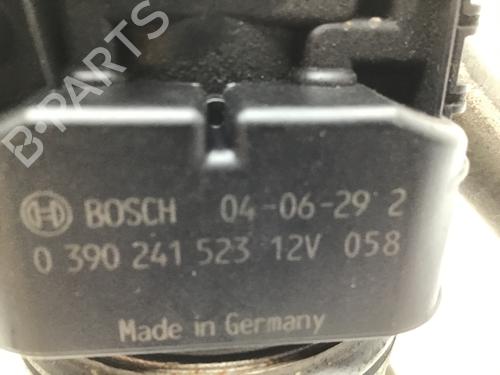 B-PARTS
BOSCH 04-06-29 2
0 390 241 523 12V 058
Made in Germany